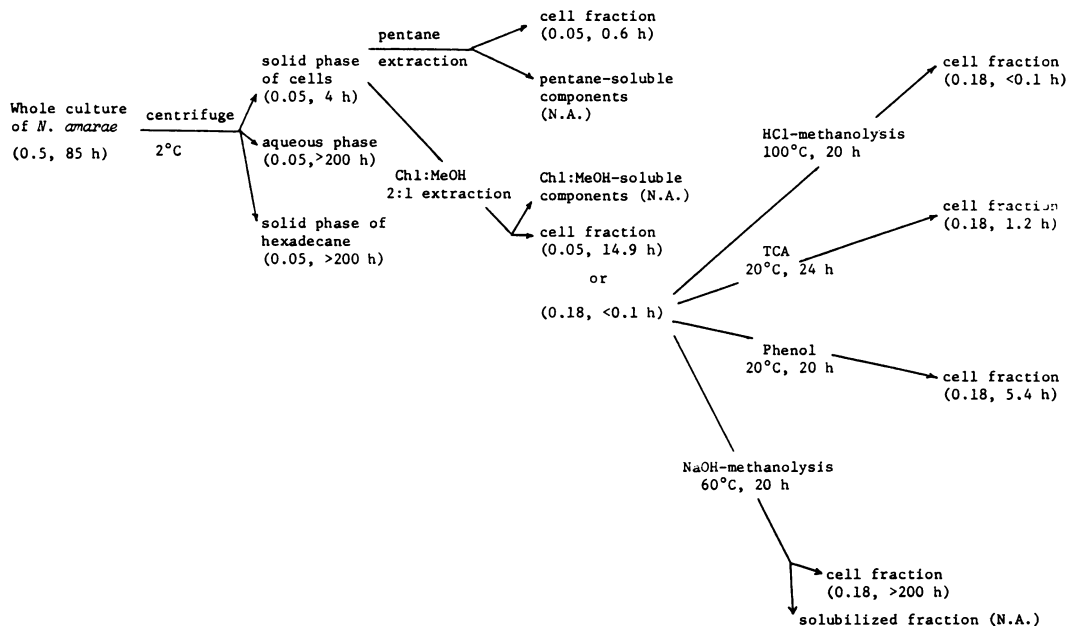 Whole culture
of N. amarae
(0.5, 85 h)
centrifuge
2°C
solid phase
of cells
(0.05, 4 h)
aqueous phase
(0.05,>200 h)
solid phase of
hexadecane
(0.05, >200 h)
pentane
extraction
cell fraction
(0.05, 0.6 h)
pentane-soluble
components
(N.A.)
Chl:MeOH
2:1 extraction
Chl:MeOH-soluble
components (N.A.)
cell fraction
(0.05, 14.9 h)
or
(0.18, <0.1 h)
HCl-methanolysis
100°C, 20 h
cell fraction
(0.18, <0.1 h)
TCA
20°C, 24 h
cell fraction
(0.18, 1.2 h)
Phenol
20°C, 20 h
cell fraction
(0.18, 5.4 h)
NaOH-methanolysis
60°C, 20 h
cell fraction
(0.18, >200 h)
solubilized fraction (N.A.)